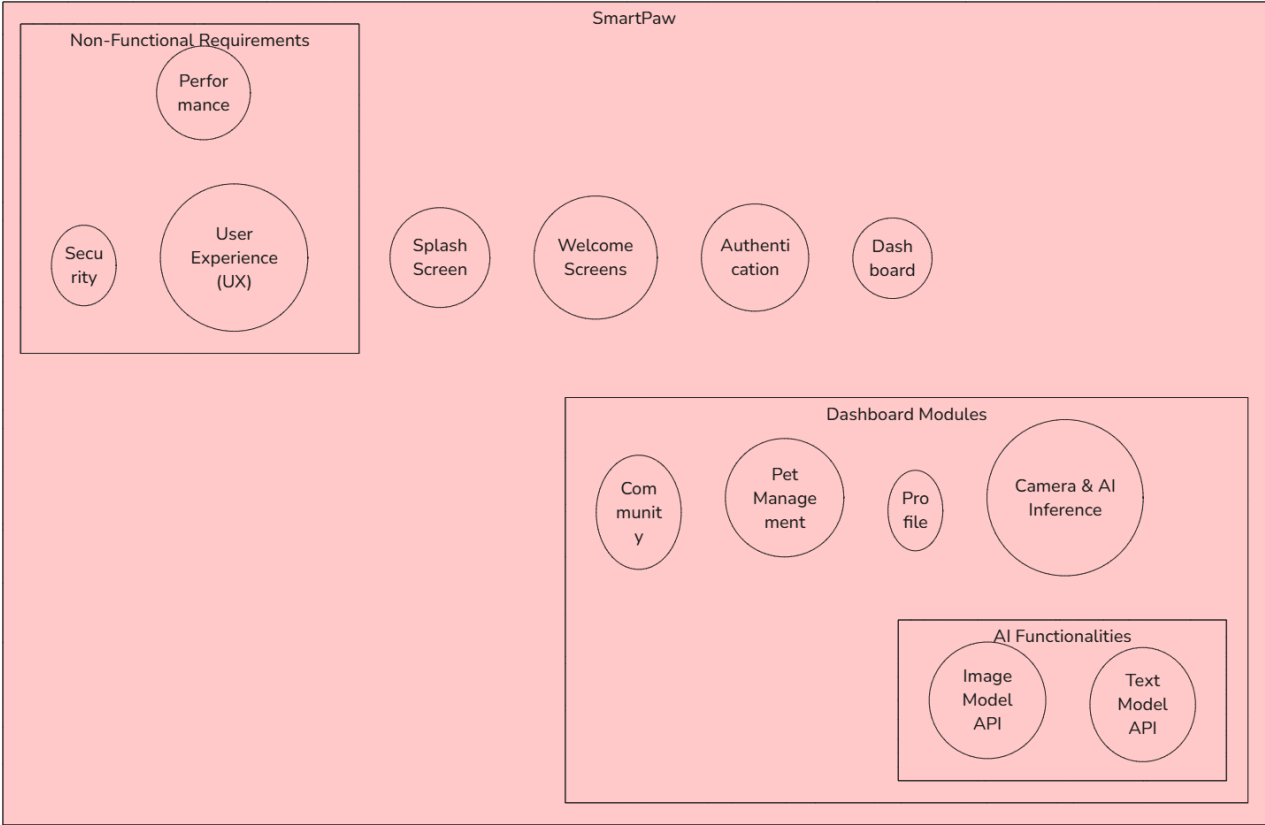 SmartPaw
Non-Functional Requirements
Perfor
mance
Secu
rity
User
Experience
(UX)
Splash
Screen
Welcome
Screens
Authenti
cation
Dash
board
Dashboard Modules
Com
munit
y
Pet
Manage
ment
Pro
file
Camera & AI
Inference
AI Functionalities
Image
Model
API
Text
Model
API